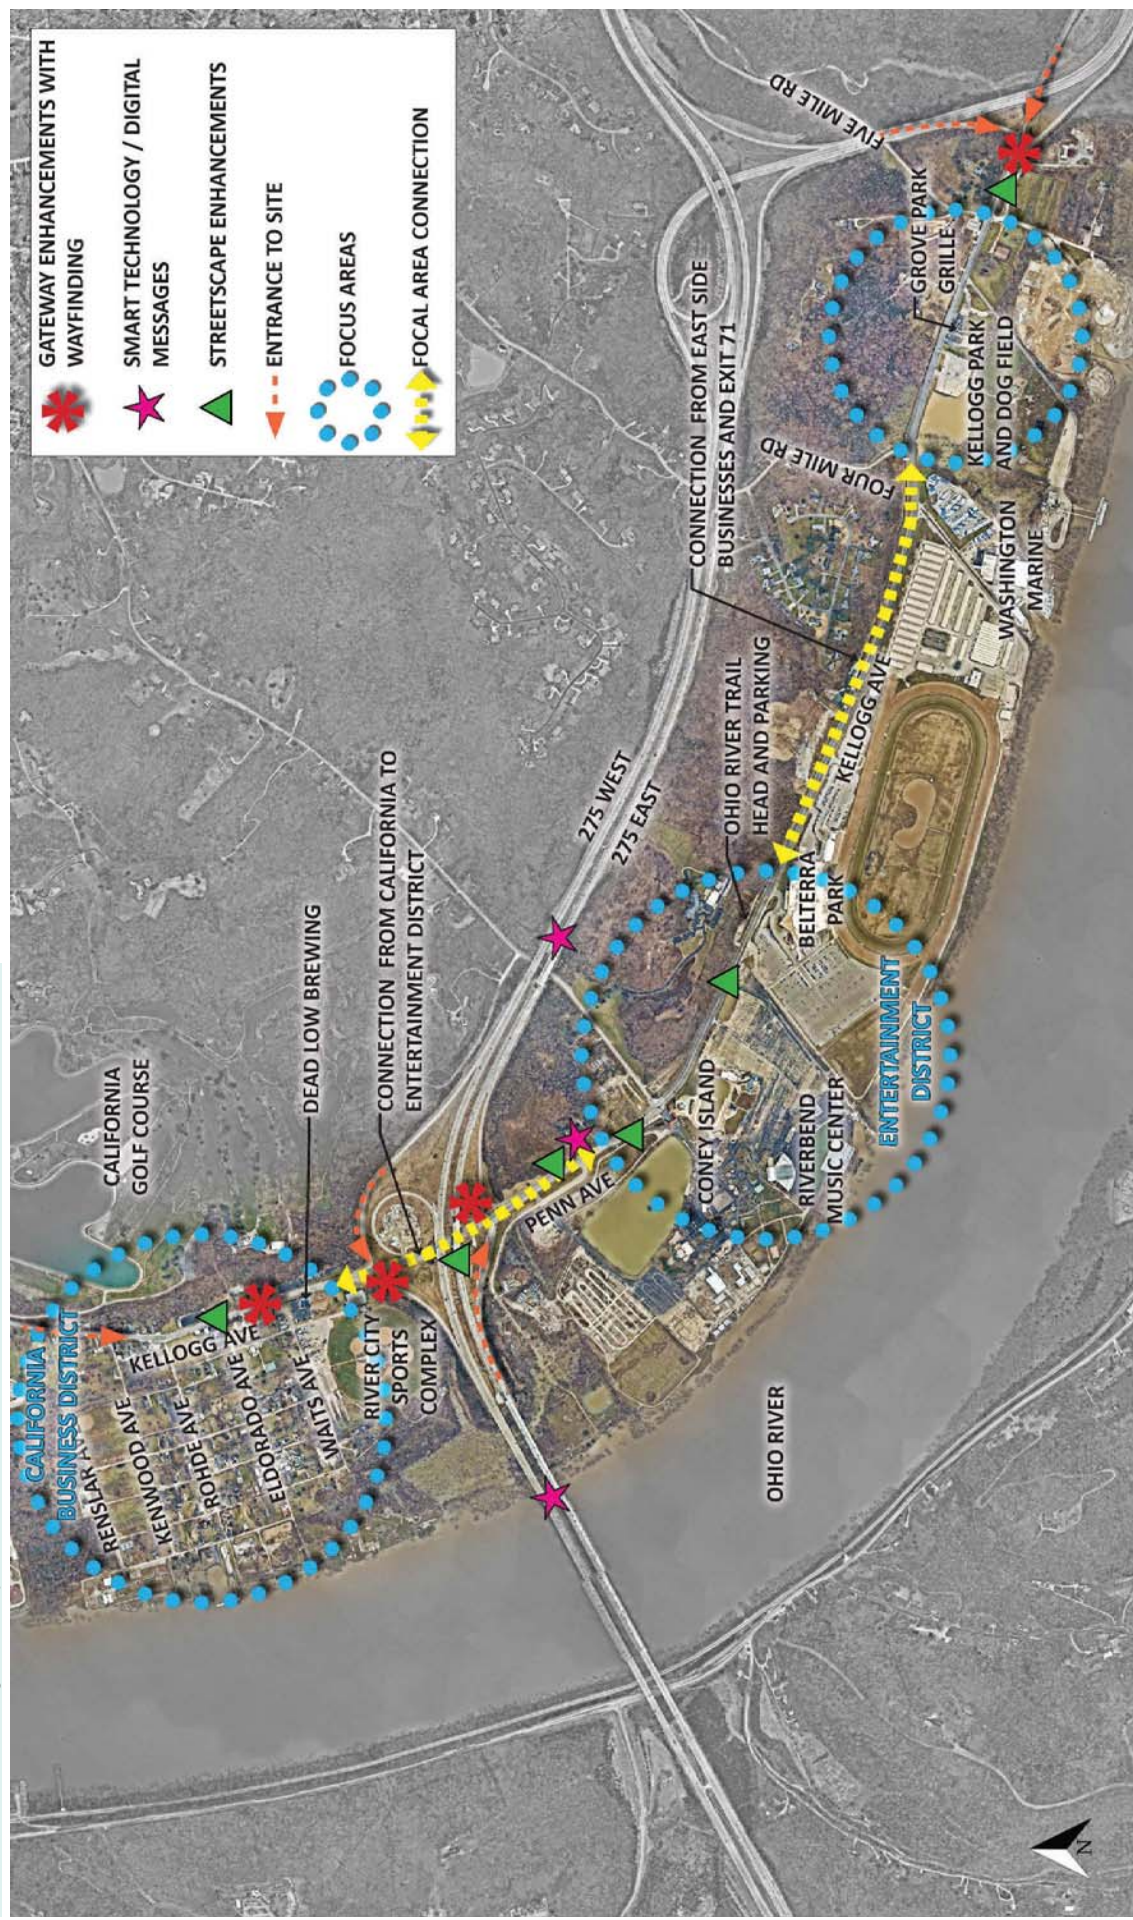 GATEWAY ENHANCEMENTS WITH
WAYFINDING
SMART TECHNOLOGY / DIGITAL
MESSAGES
STREETSCAPE ENHANCEMENTS
ENTRANCE TO SITE
FOCUS AREAS
FOCAL AREA CONNECTION
CALIFORNIA
GOLF COURSE
CALIFORNIA
BUSINESS DISTRICT
RENSLAR
KENWOOD AVE
ROHDE AVE
ELDORADO AVE
WAITS AVE
KELLOGG AVE
DEAD LOW BREWING
RIVER CITY
SPORTS
COMPLEX
CONNECTION FROM CALIFORNIA TO
ENTERTAINMENT DISTRICT
275 WEST
275 EAST
PENN AVE
CONEY ISLAND
RIVERBEND
MUSIC CENTER
ENTERTAINMENT
DISTRICT
OHIO RIVER TRAIL
HEAD AND PARKING
BELTERRA
PARK
KELLOGG AVE
CONNECTION FROM EAST SIDE
BUSINESSES AND EXIT 71
FOUR MILE RD
FIVE MILE RD
GROVE PARK
GRILLE
KELLOGG PARK
AND DOG FIELD
WASHINGTON
MARINE
OHIO RIVER
N